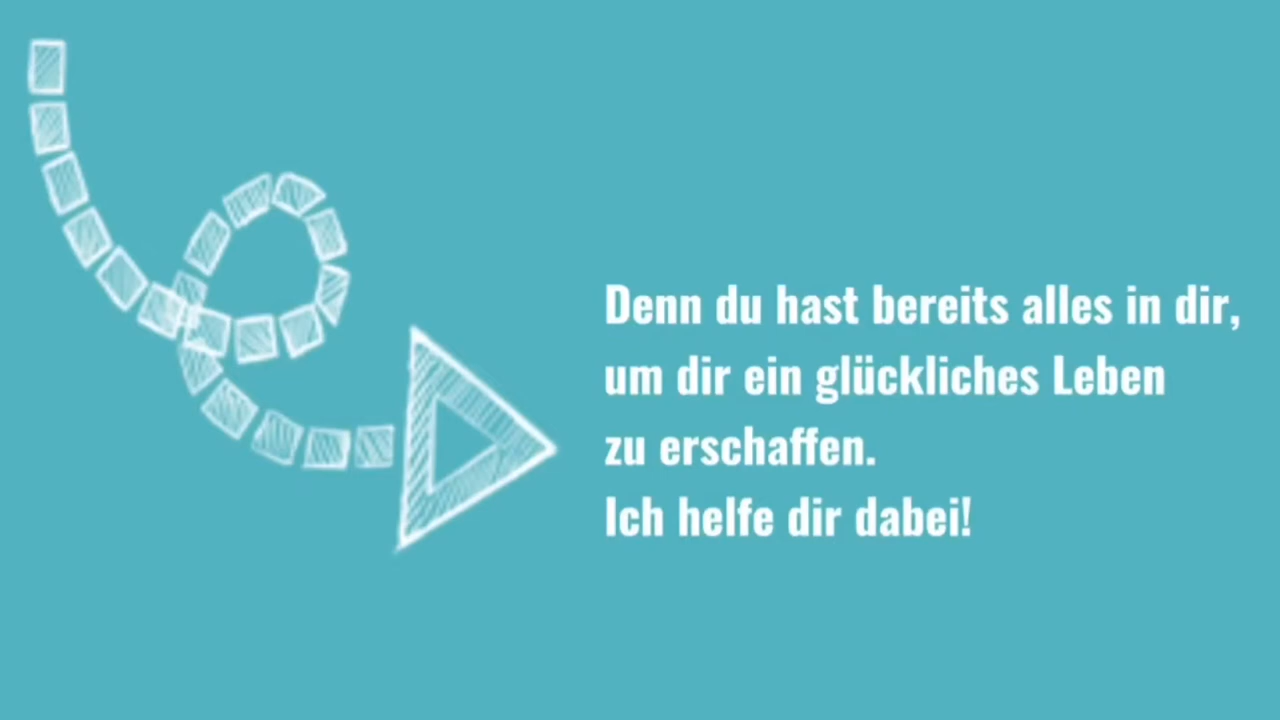 Denn du hast bereits alles in dir,
um dir ein glückliches Leben
zu erschaffen.
Ich helfe dir dabei!